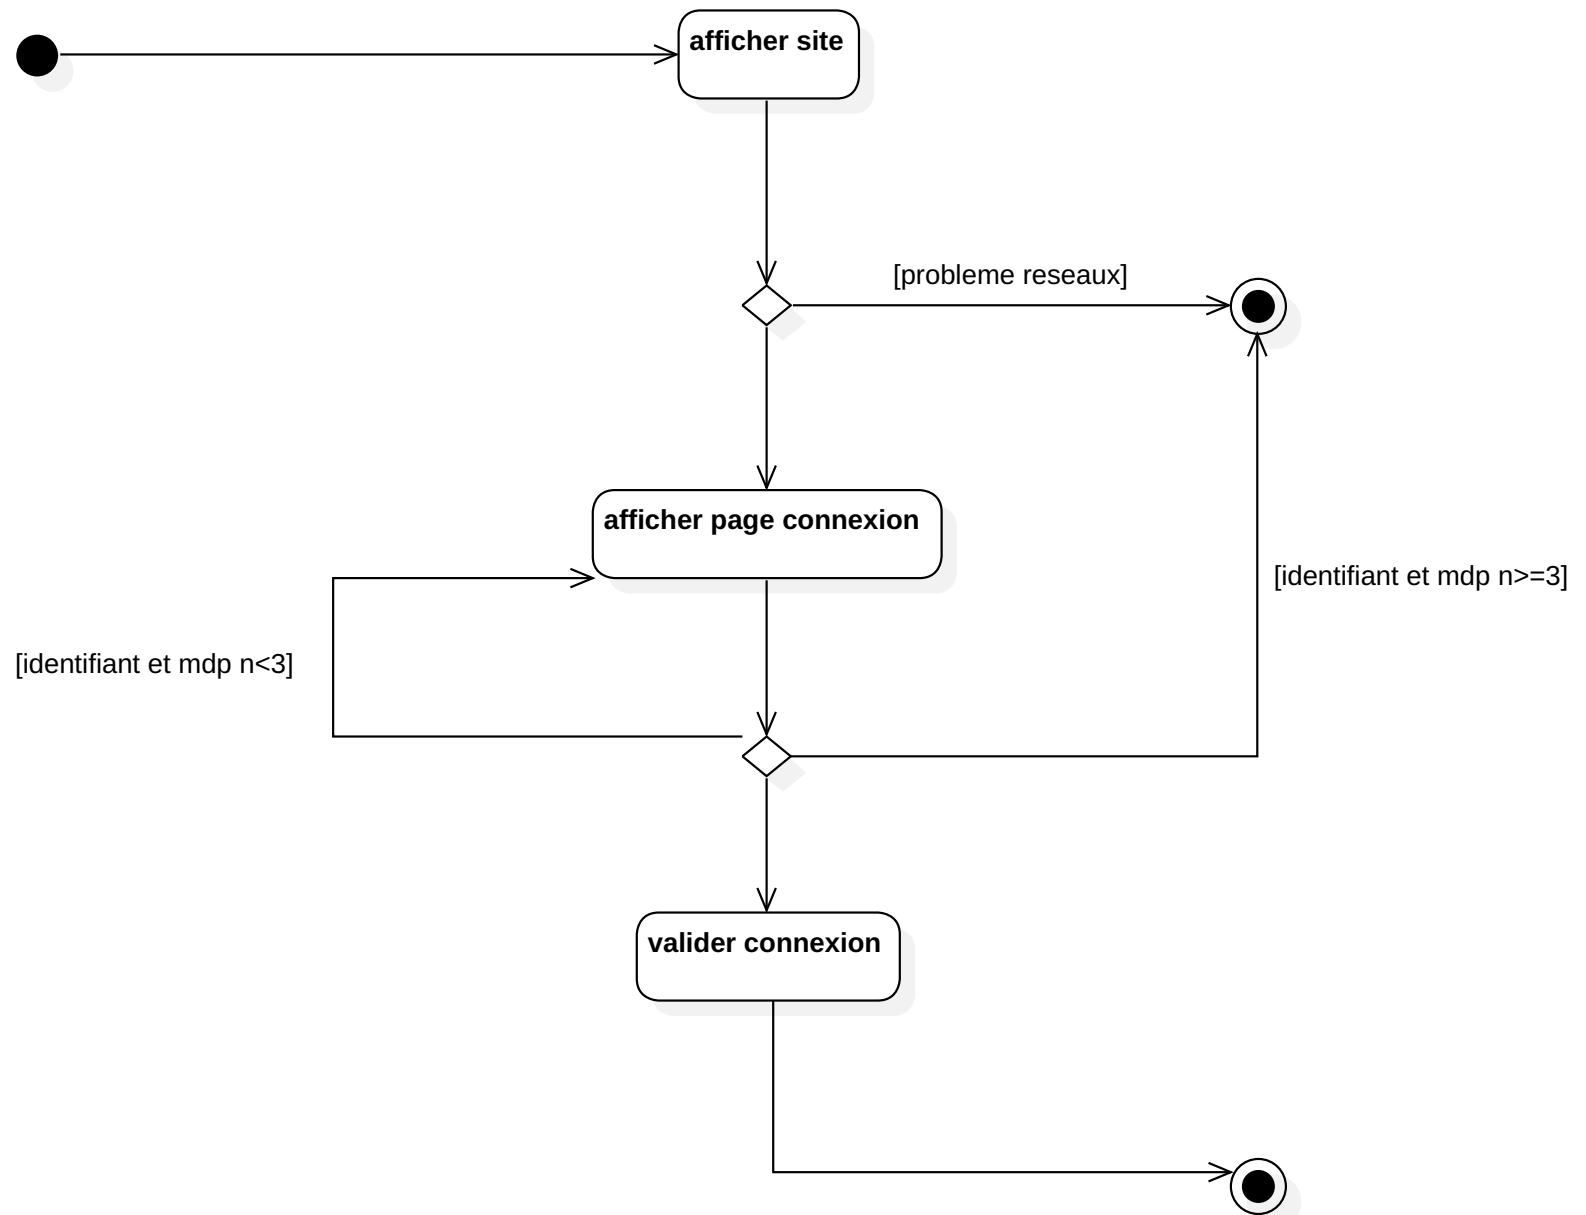 afficher site
[probleme reseaux]
afficher page connexion
[identifiant et mdp n>=3]
[identifiant et mdp n<3]
valider connexion